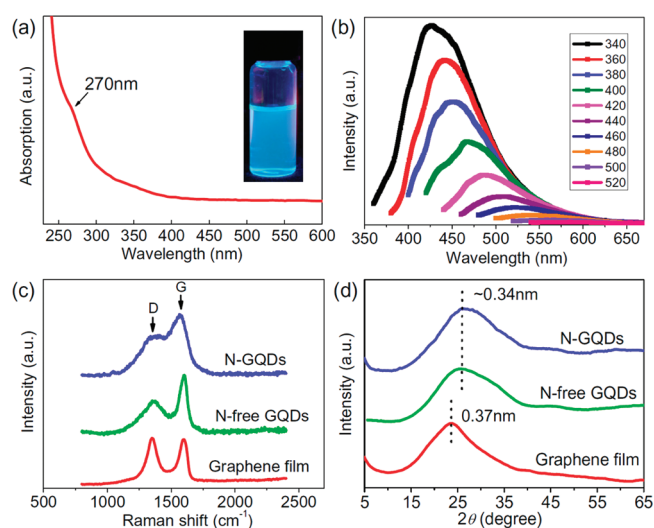 (a)
270nm
Absorption (a.u.)
250 300 350 400 450 500 550 600
Wavelength (nm)
(b)
340
360
380
400
420
440
460
480
500
520
Intensity (a.u.)
350 400 450 500 550 600 650
Wavelength (nm)
(c)
D
G
N-GQDs
N-free GQDs
Graphene film
Intensity (a.u.)
500 1000 1500 2000 2500
Raman shift (cm⁻¹)
(d)
~0.34nm
N-GQDs
N-free GQDs
0.37nm
Graphene film
Intensity (a.u.)
5 15 25 35 45 55 65
2θ (degree)